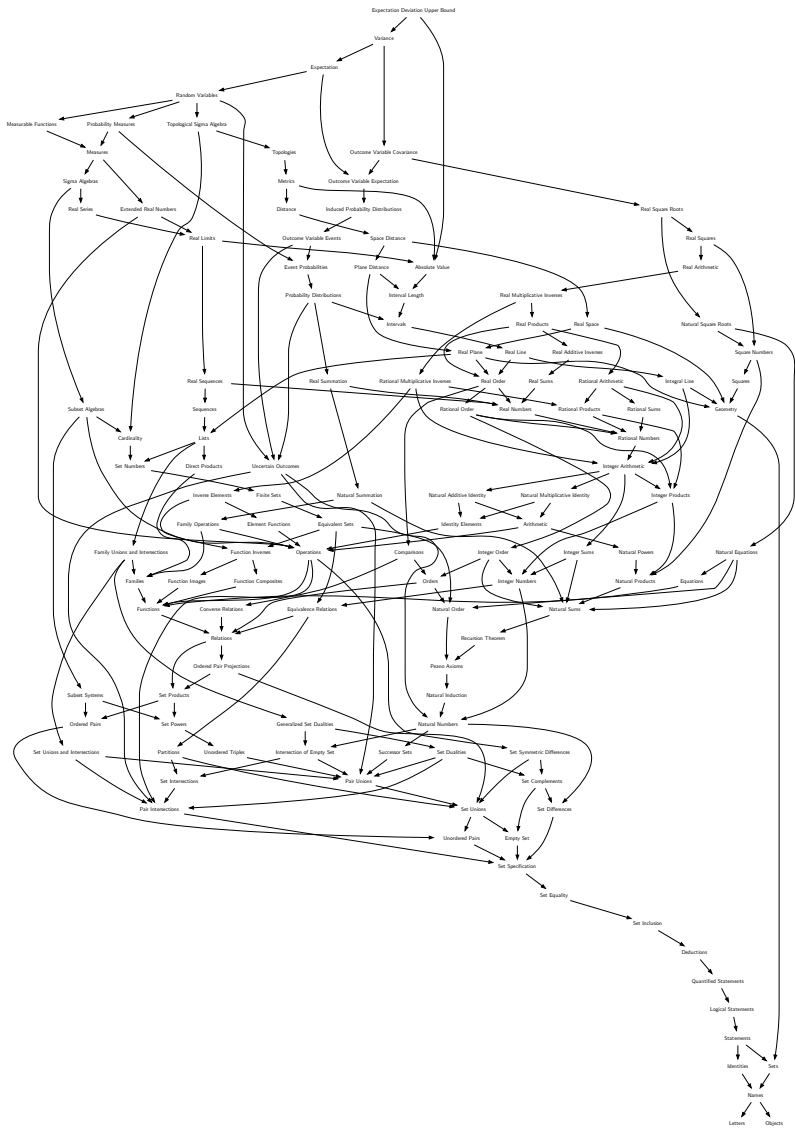 Expectation Deviation Upper Bound
Variance
Expectation
Random Variables
Measurable Functions
Probability Measures
Topological Sigma Algebra
Measures
Topologies
Outcome Variable Covariance
Sigma Algebras
Metrics
Outcome Variable Expectation
Real Series
Extended Real Numbers
Distance
Induced Probability Distributions
Real Square Roots
Real Limits
Outcome Variable Events
Space Distance
Real Squares
Event Probabilities
Plane Distance
Absolute Value
Real Arithmetic
Probability Distributions
Interval Length
Real Multiplicative Inverses
Intervals
Real Products
Real Space
Natural Square Roots
Real Plane
Real Line
Real Additive Inverses
Square Numbers
Real Sequences
Real Summation
Rational Multiplicative Inverses
Real Order
Real Sums
Rational Arithmetic
Integral Line
Squares
Subset Algebras
Sequences
Rational Order
Real Numbers
Rational Products
Rational Sums
Geometry
Cardinality
Lists
Rational Numbers
Set Numbers
Direct Products
Uncertain Outcomes
Integer Arithmetic
Inverse Elements
Finite Sets
Natural Summation
Natural Additive Identity
Natural Multiplicative Identity
Integer Products
Family Operations
Element Functions
Equivalent Sets
Identity Elements
Arithmetic
Family Unions and Intersections
Function Inverses
Operations
Comparisons
Integer Order
Integer Sums
Natural Powers
Natural Equations
Families
Function Images
Function Composites
Orders
Integer Numbers
Natural Products
Equations
Functions
Converse Relations
Equivalence Relations
Natural Order
Natural Sums
Relations
Recursion Theorem
Ordered Pair Projections
Peano Axioms
Subset Systems
Set Products
Natural Induction
Ordered Pairs
Set Powers
Generalized Set Dualities
Natural Numbers
Set Unions and Intersections
Partitions
Unordered Triples
Intersection of Empty Set
Successor Sets
Set Dualities
Set Symmetric Differences
Set Intersections
Pair Unions
Set Complements
Pair Intersections
Set Unions
Set Differences
Unordered Pairs
Empty Set
Set Specification
Set Equality
Set Inclusion
Deductions
Quantified Statements
Logical Statements
Statements
Identities
Sets
Names
Letters
Objects